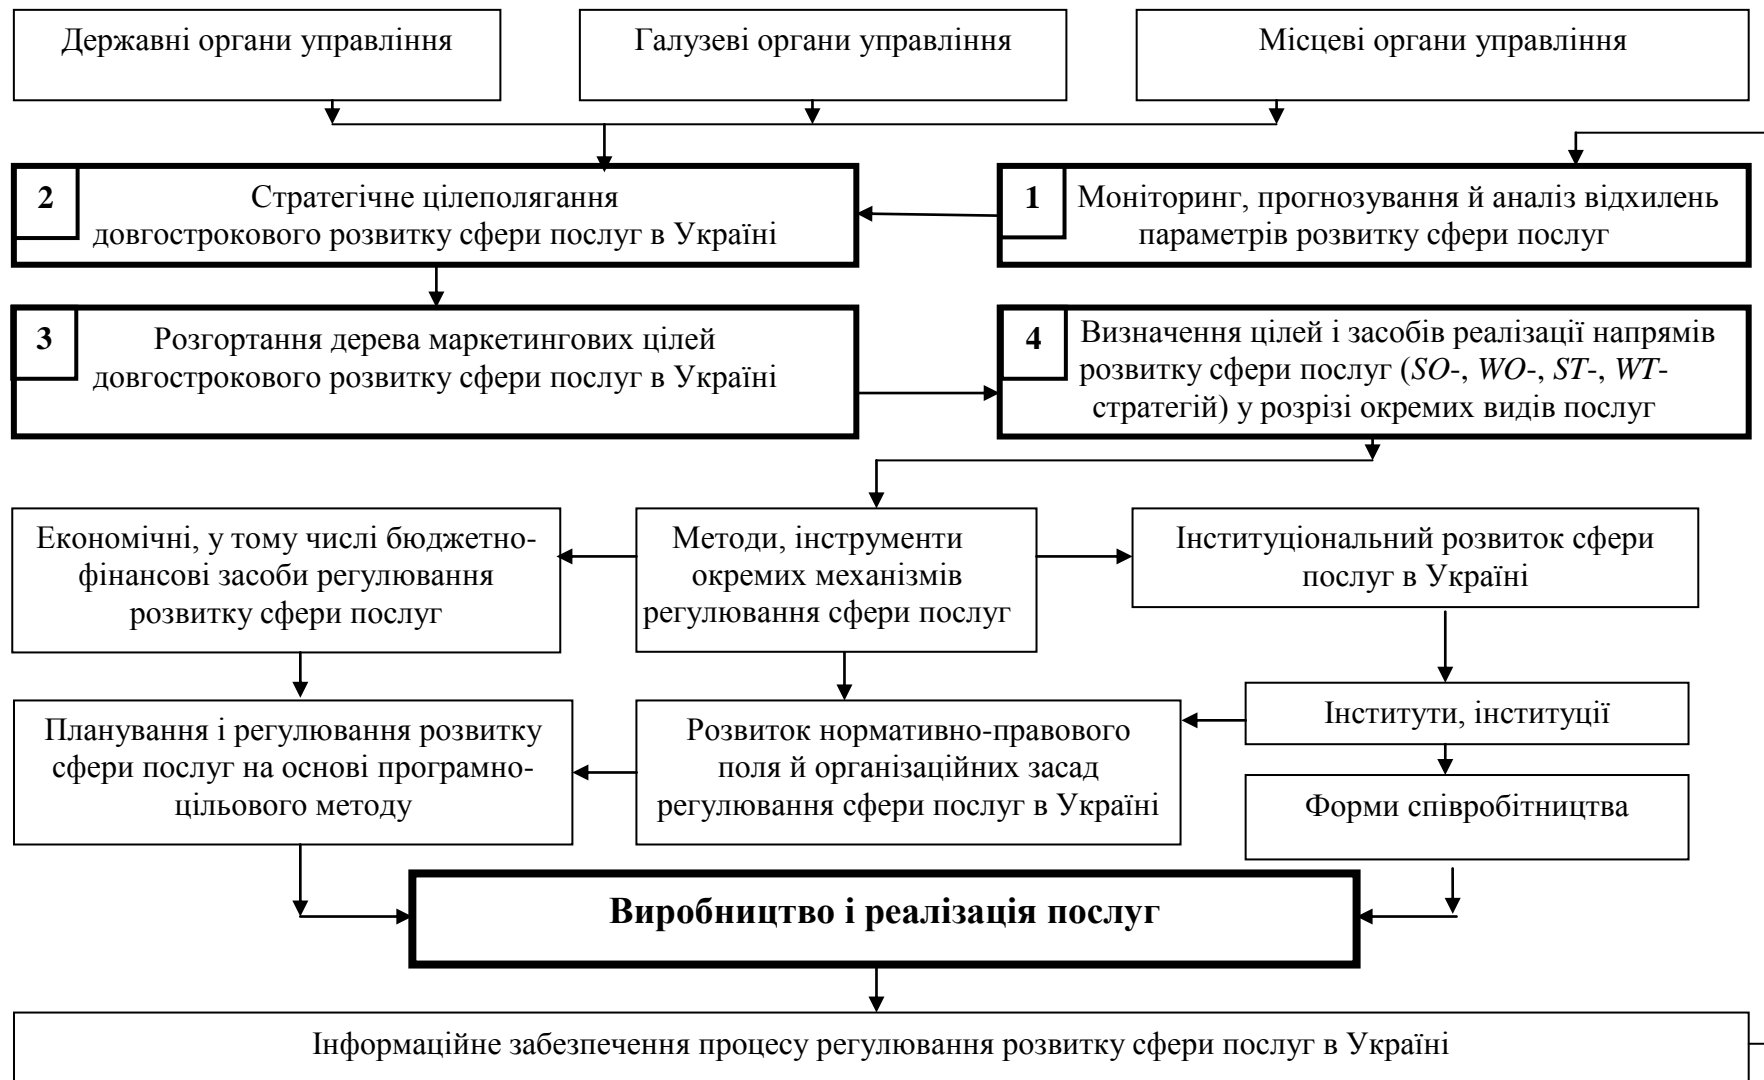 Державні органи управління
Галузеві органи управління
Місцеві органи управління
2
Стратегічне цілеполягання
довгострокового розвитку сфери послуг в Україні
1
Моніторинг, прогнозування й аналіз відхилень
параметрів розвитку сфери послуг
3
Розгортання дерева маркетингових цілей
довгострокового розвитку сфери послуг в Україні
4
Визначення цілей і засобів реалізації напрямів
розвитку сфери послуг (SO-, WO-, ST-, WT-
стратегій) у розрізі окремих видів послуг
Економічні, у тому числі бюджетно-
фінансові засоби регулювання
розвитку сфери послуг
Методи, інструменти
окремих механізмів
регулювання сфери послуг
Інституціональний розвиток сфери
послуг в Україні
Планування і регулювання розвитку
сфери послуг на основі програмно-
цільового методу
Розвиток нормативно-правового
поля й організаційних засад
регулювання сфери послуг в Україні
Інститути, інституції
Форми співробітництва
Виробництво і реалізація послуг
Інформаційне забезпечення процесу регулювання розвитку сфери послуг в Україні